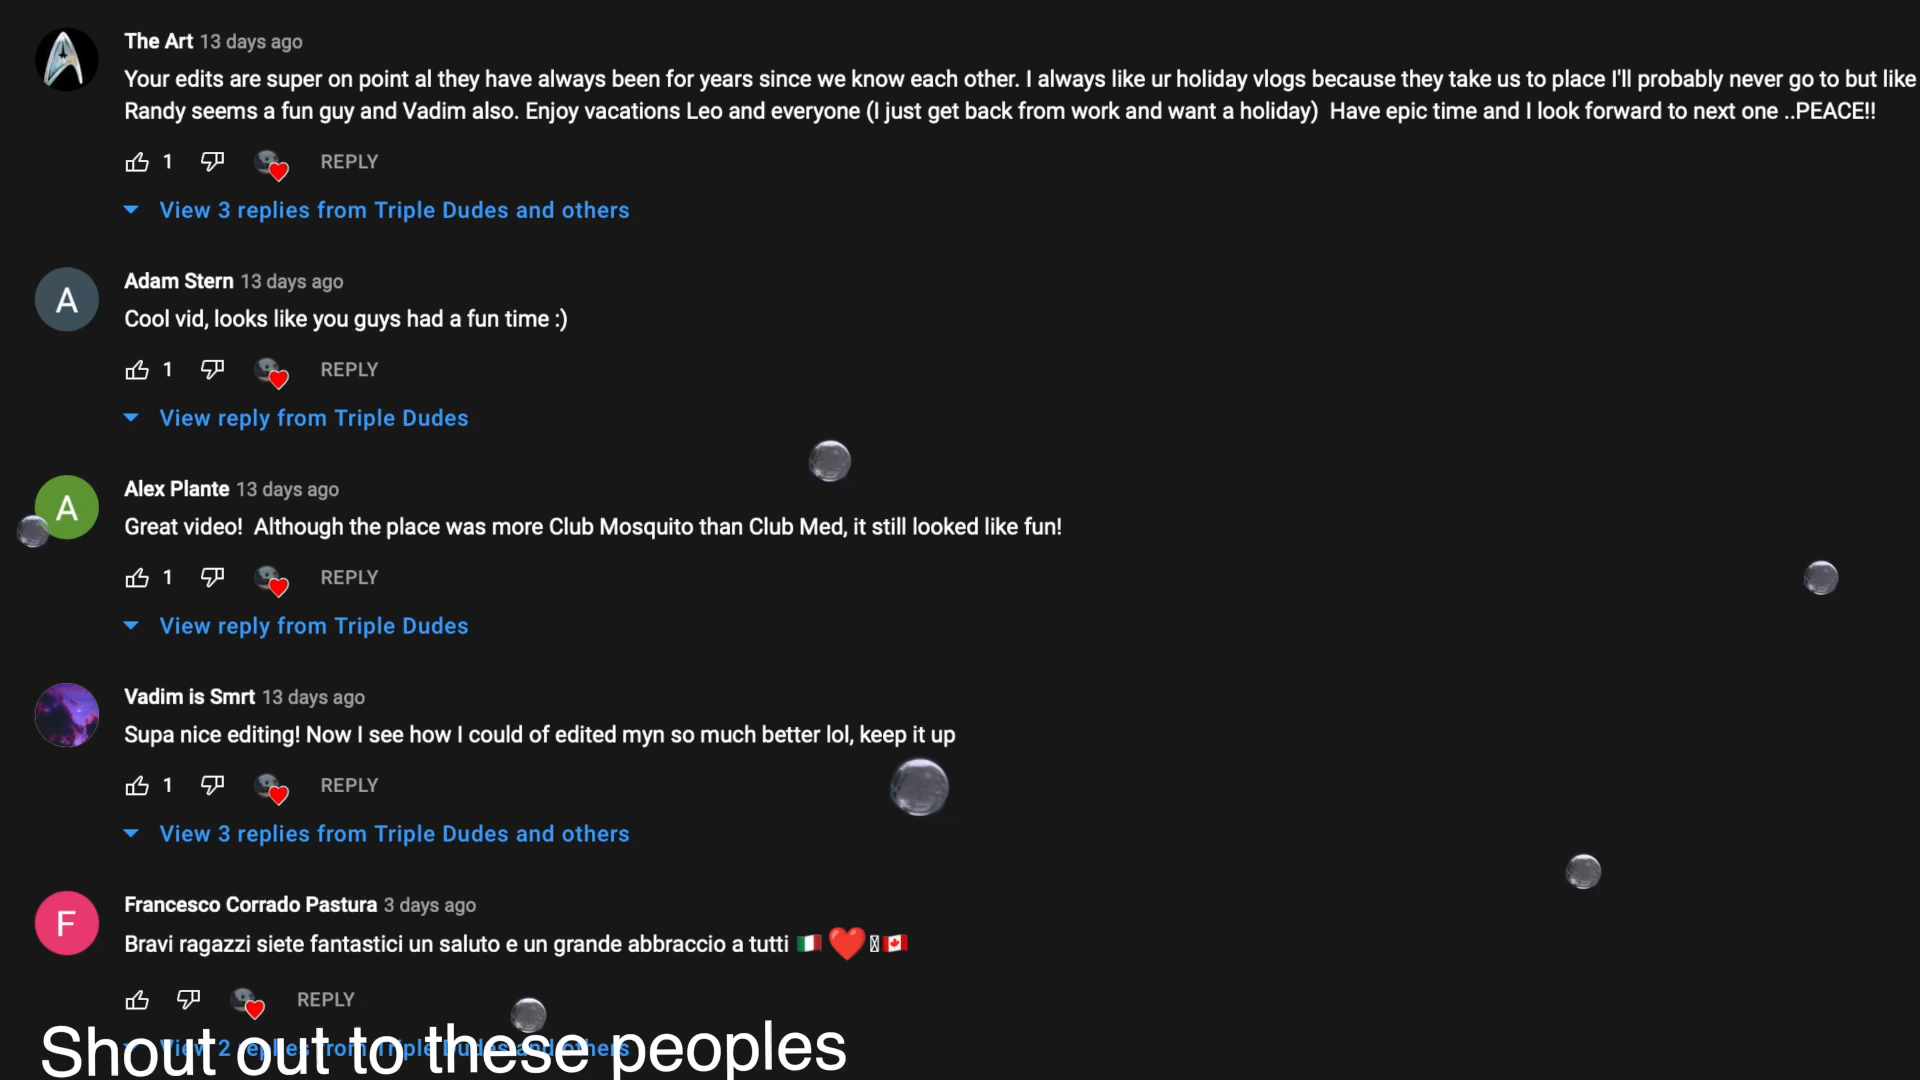 The Art 13 days ago
Your edits are super on point al they have always been for years since we know each other. I always like ur holiday vlogs because they take us to place I'll probably never go to but like
Randy seems a fun guy and Vadim also. Enjoy vacations Leo and everyone (I just get back from work and want a holiday)  Have epic time and I look forward to next one ..PEACE!!
1 REPLY
View 3 replies from Triple Dudes and others
A
Adam Stern 13 days ago
Cool vid, looks like you guys had a fun time :)
1 REPLY
View reply from Triple Dudes
A
Alex Plante 13 days ago
Great video!  Although the place was more Club Mosquito than Club Med, it still looked like fun!
1 REPLY
View reply from Triple Dudes
Vadim is Smrt 13 days ago
Supa nice editing! Now I see how I could of edited myn so much better lol, keep it up
1 REPLY
View 3 replies from Triple Dudes and others
F
Francesco Corrado Pastura 3 days ago
Bravi ragazzi siete fantastici un saluto e un grande abbraccio a tutti 🇮🇹❤️🇨🇦
REPLY
View 2 replies from Triple Dudes and others
Shout out to these peoples